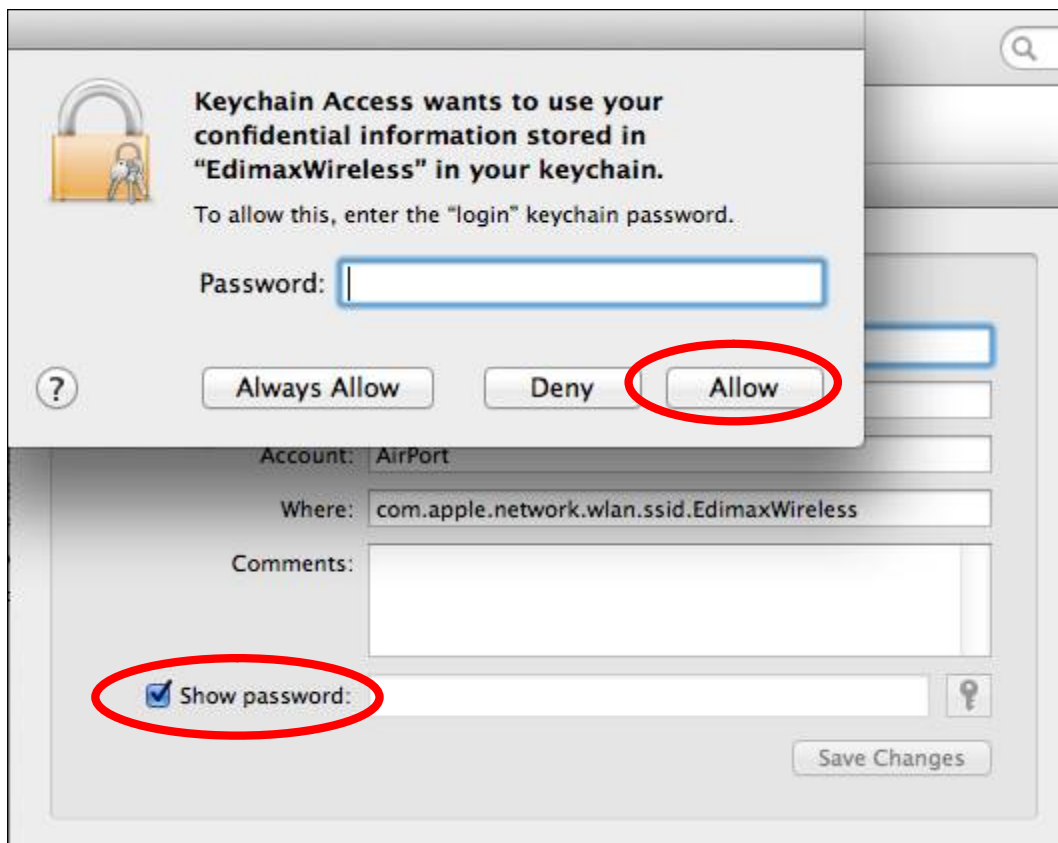 Keychain Access wants to use your
confidential information stored in
“EdimaxWireless” in your keychain.
To allow this, enter the “login” keychain password.
Password:
?
Always Allow
Deny
Allow
Account: AirPort
Where: com.apple.network.wlan.ssid.EdimaxWireless
Comments:
Show password:
Save Changes